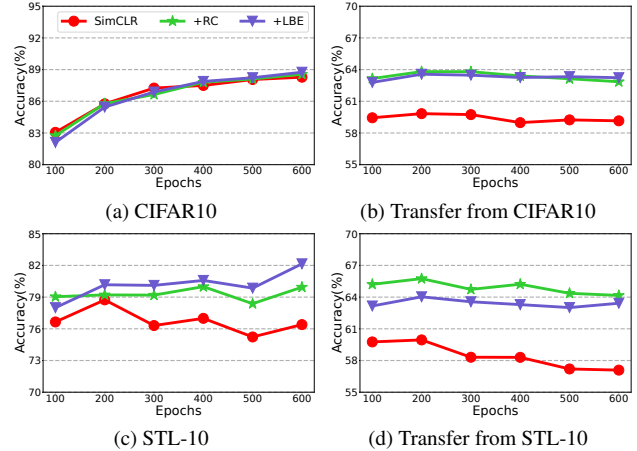 95
92
89
86
83
80
Accuracy(%)
SimCLR
+RC
+LBE
100 200 300 400 500 600
Epochs
(a) CIFAR10
70
67
64
61
58
55
Accuracy(%)
100 200 300 400 500 600
Epochs
(b) Transfer from CIFAR10
85
82
79
76
73
70
Accuracy(%)
100 200 300 400 500 600
Epochs
(c) STL-10
70
67
64
61
58
55
Accuracy(%)
100 200 300 400 500 600
Epochs
(d) Transfer from STL-10